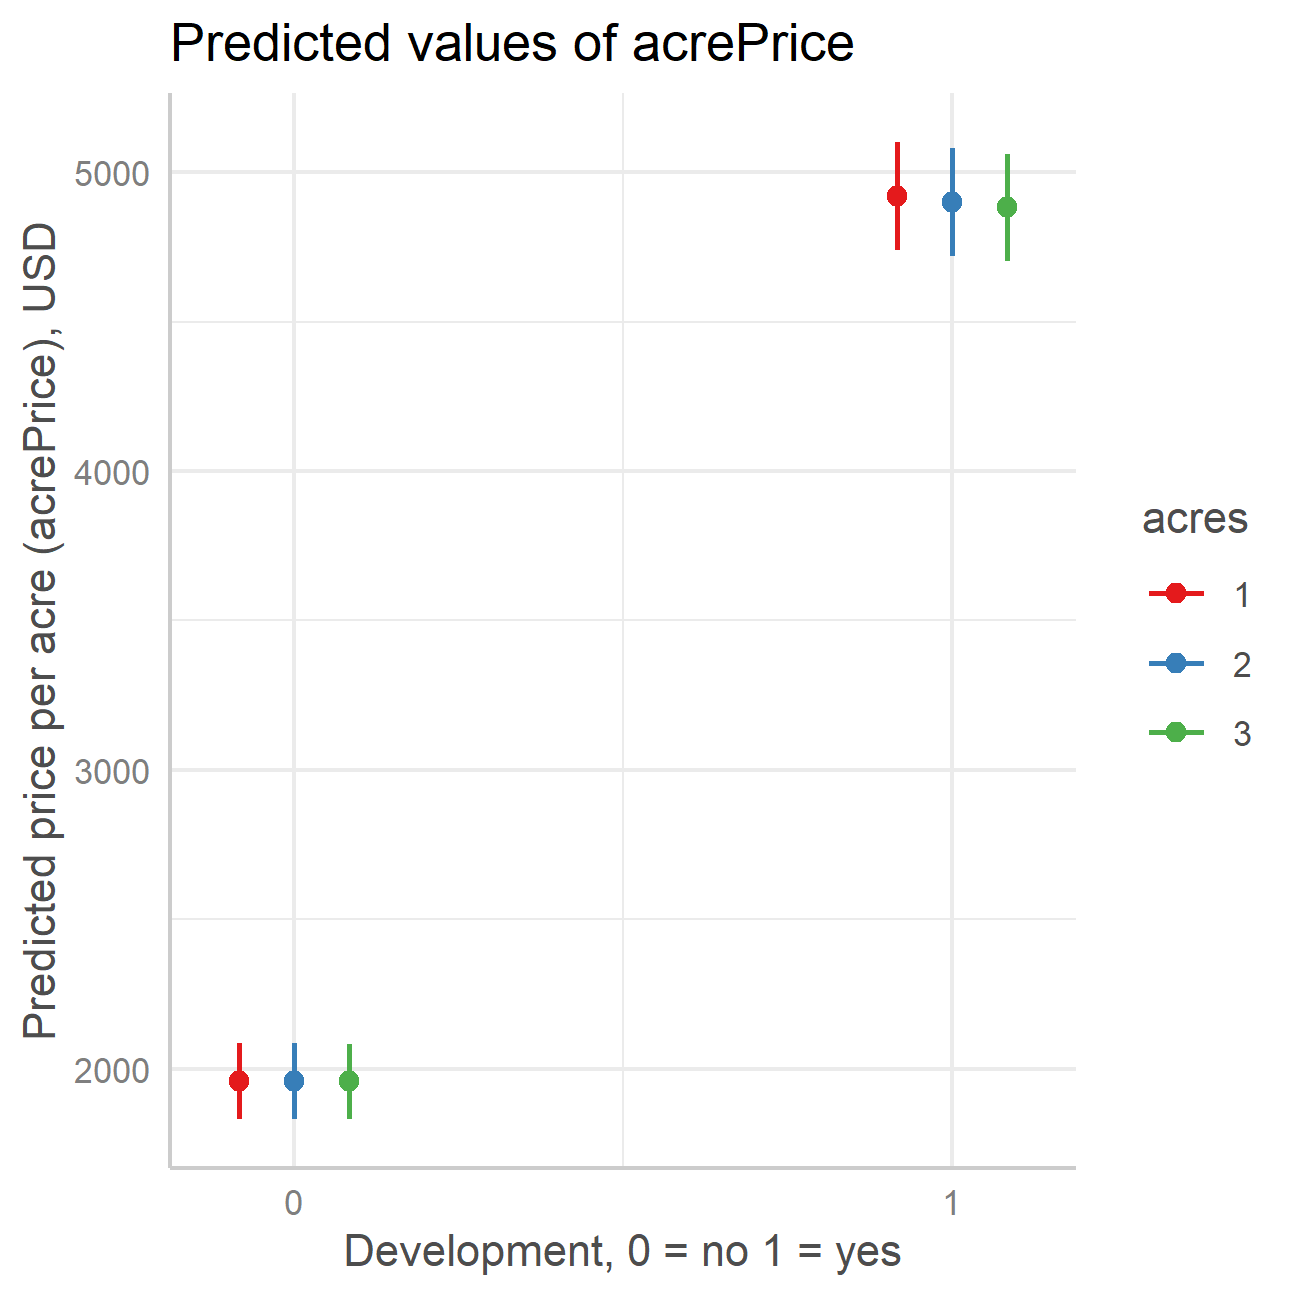 Predicted values of acrePrice
Predicted price per acre (acrePrice), USD
5000
4000
3000
2000
0
1
Development, 0 = no 1 = yes
acres
1
2
3